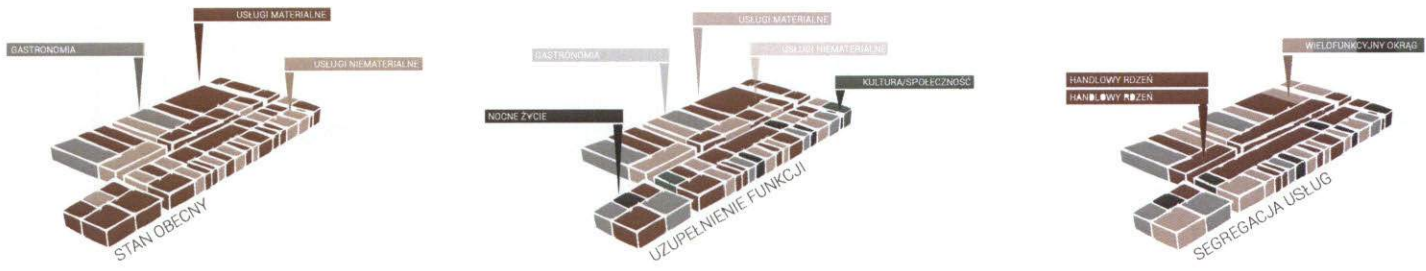 USŁUGI MATERIALNE
GASTRONOMIA
USŁUGI NIEMATERIALNE
STAN OBECNY
USŁUGI MATERIALNE
GASTRONOMIA
USŁUGI NIEMATERIALNE
KULTURA/SPOŁECZNOŚĆ
NOCNE ŻYCIE
UZUPEŁNIENIE FUNKCJI
WIELOFUNKCYJNY OKRĄG
HANDLOWY RDZEŃ
HANDLOWY RDZEŃ
SEGREGACJA USŁUG